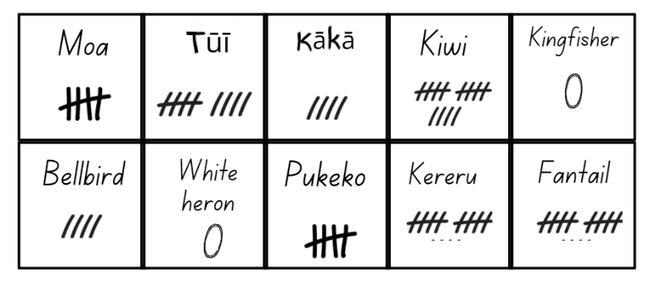 Moa
Tūī
Kākā
Kiwi
Kingfisher
0
Bellbird
White
heron
0
Pukeko
Kereru
Fantail